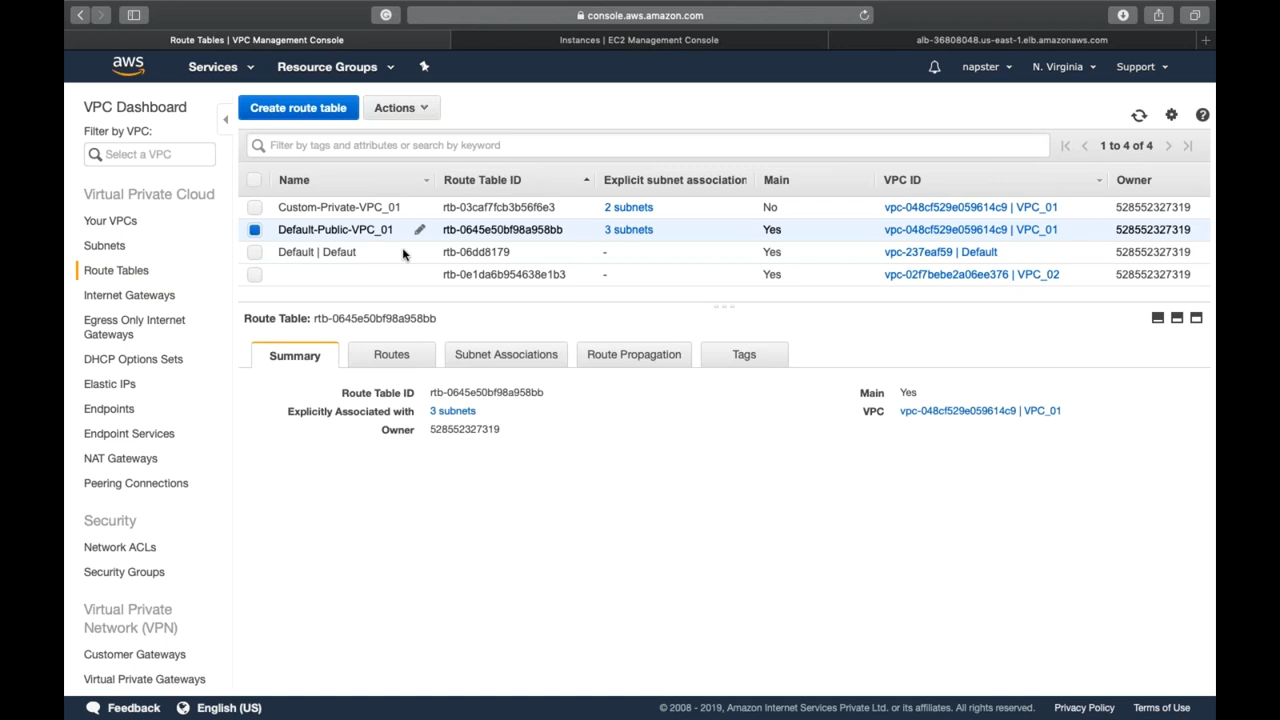 console.aws.amazon.com
Route Tables | VPC Management Console
Instances | EC2 Management Console
alb-36808048.us-east-1.elb.amazonaws.com
aws
Services
Resource Groups
napster
N. Virginia
Support
VPC Dashboard
Filter by VPC:
Select a VPC
Virtual Private Cloud
Your VPCs
Subnets
Route Tables
Internet Gateways
Egress Only Internet
Gateways
DHCP Options Sets
Elastic IPs
Endpoints
Endpoint Services
NAT Gateways
Peering Connections
Security
Network ACLs
Security Groups
Virtual Private
Network (VPN)
Customer Gateways
Virtual Private Gateways
Create route table
Actions
Filter by tags and attributes or search by keyword
1 to 4 of 4
Name Route Table ID Explicit subnet association Main VPC ID Owner
Custom-Private-VPC_01 rtb-03caf7fcb3b56f6e3 2 subnets No vpc-048cf529e059614c9 | VPC_01 528552327319
Default-Public-VPC_01 rtb-0645e50bf98a958bb 3 subnets Yes vpc-048cf529e059614c9 | VPC_01 528552327319
Default | Defaut rtb-06dd8179 - Yes vpc-237eaf59 | Default 528552327319
rtb-0e1da6b954638e1b3 - Yes vpc-02f7bebe2a06ee376 | VPC_02 528552327319
Route Table: rtb-0645e50bf98a958bb
Summary
Routes
Subnet Associations
Route Propagation
Tags
Route Table ID rtb-0645e50bf98a958bb
Explicitly Associated with 3 subnets
Owner 528552327319
Main Yes
VPC vpc-048cf529e059614c9 | VPC_01
Feedback
English (US)
© 2008 - 2019, Amazon Internet Services Private Ltd. or its affiliates. All rights reserved.
Privacy Policy
Terms of Use